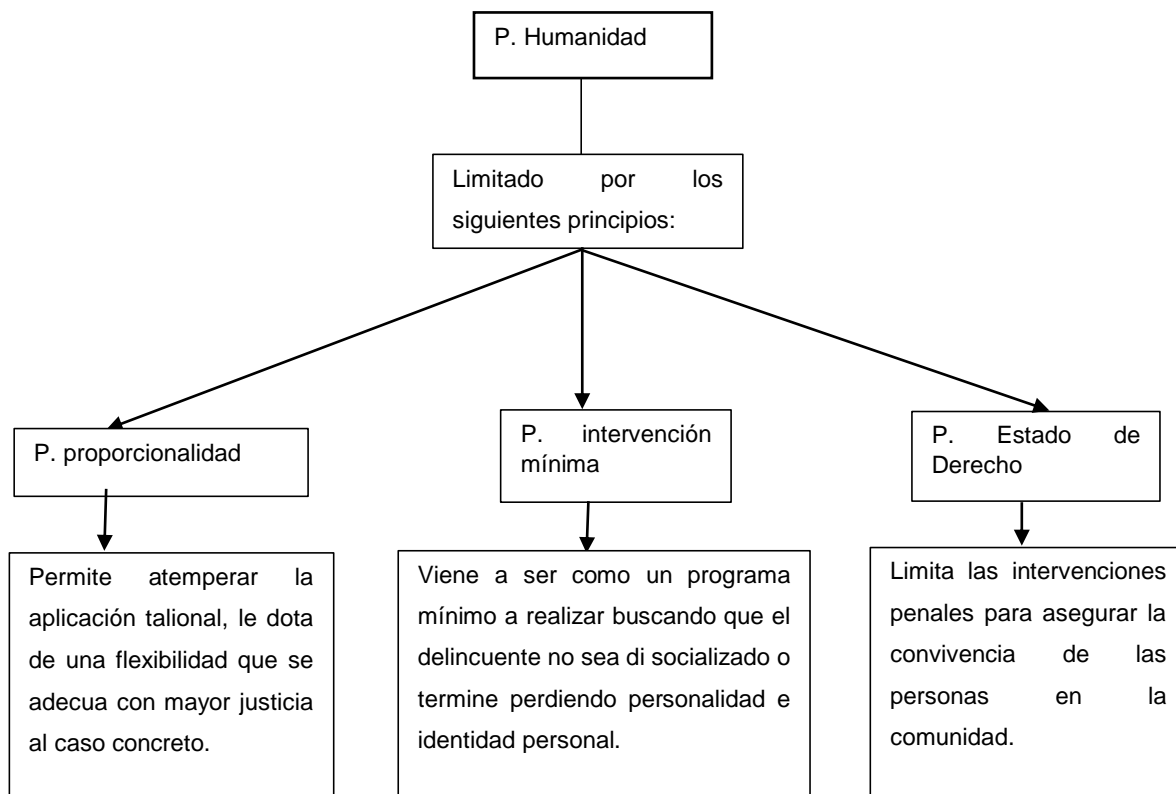 P. Humanidad
Limitado por los
siguientes principios:
P. proporcionalidad
P. intervención
mínima
P. Estado de
Derecho
Permite atemperar la
aplicación talional, le dota
de una flexibilidad que se
adecua con mayor justicia
al caso concreto.
Viene a ser como un programa
mínimo a realizar buscando que el
delincuente no sea di socializado o
termine perdiendo personalidad e
identidad personal.
Limita las intervenciones
penales para asegurar la
convivencia de las
personas en la
comunidad.